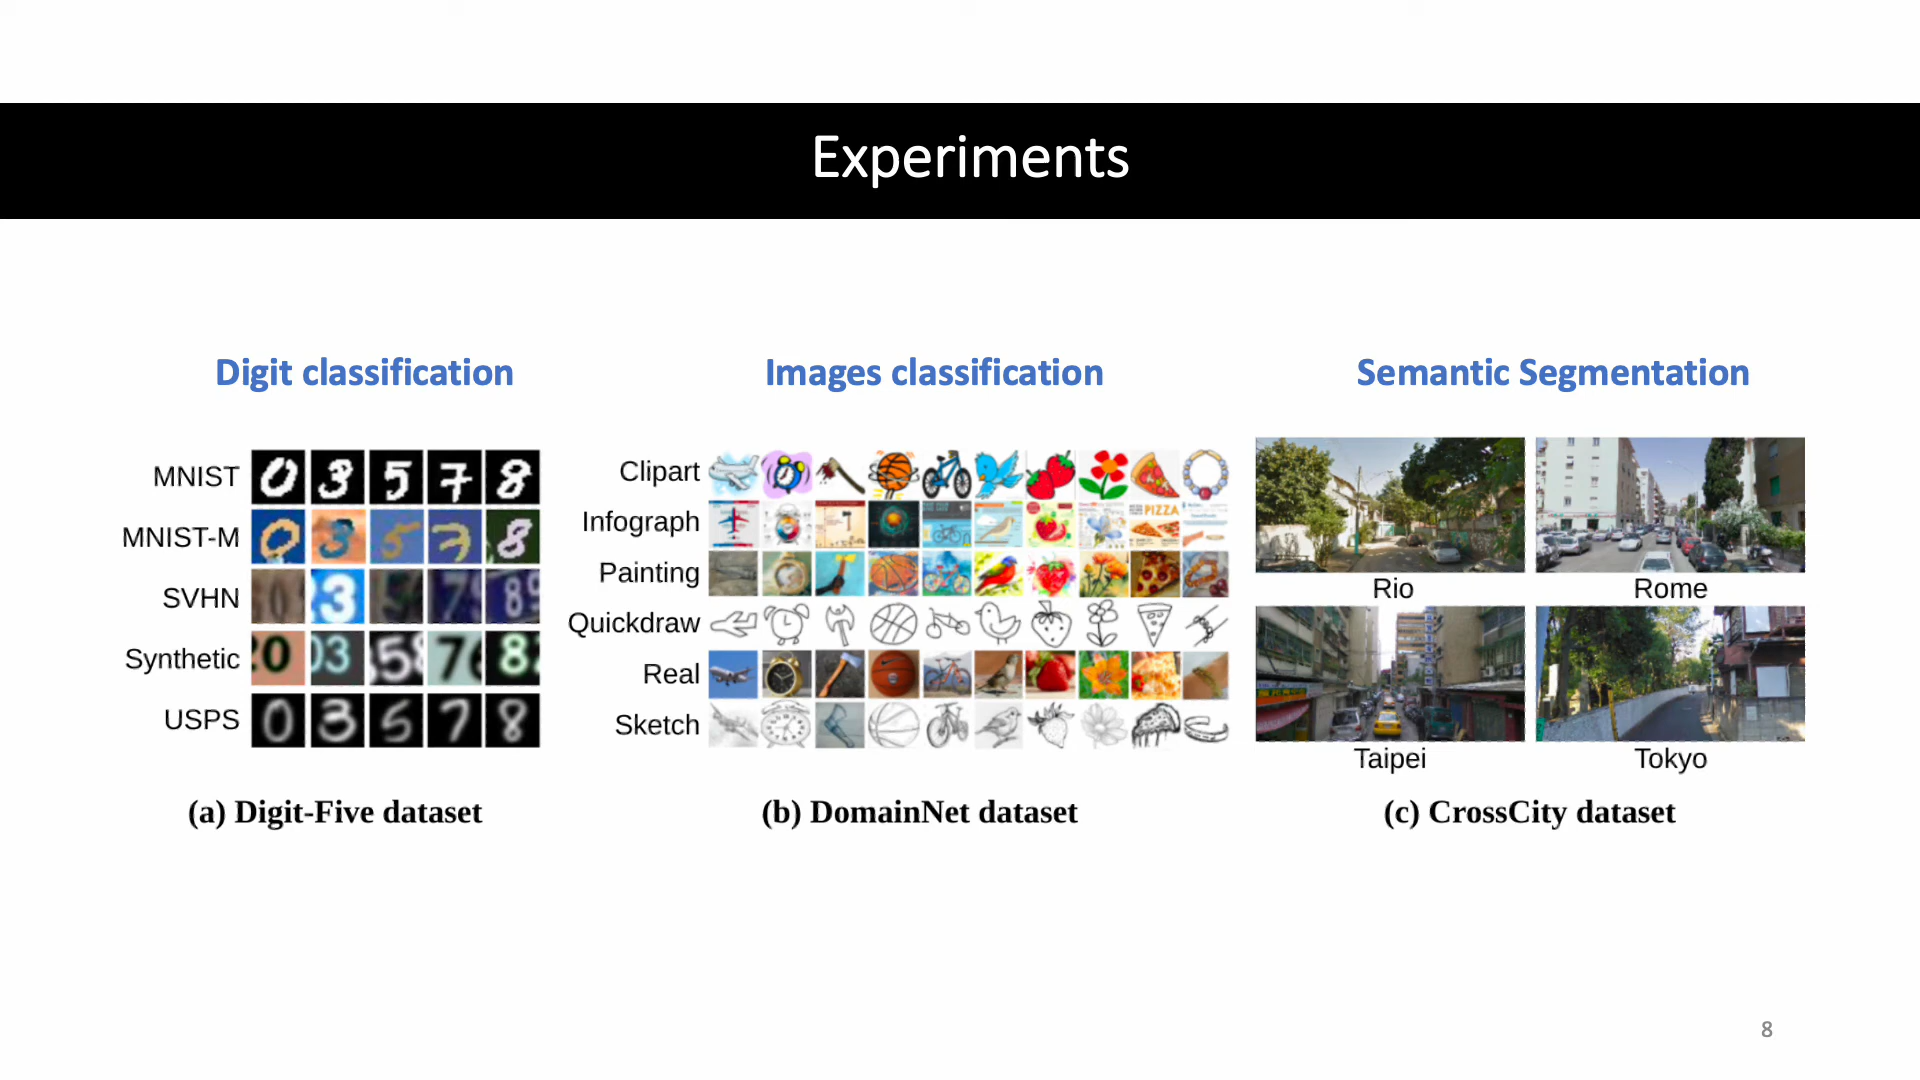 Experiments
Digit classification
Images classification
Semantic Segmentation
MNIST
MNIST-M
SVHN
Synthetic
USPS
Clipart
Infograph
Painting
Quickdraw
Real
Sketch
PIZZA
Rio
Rome
Taipei
Tokyo
(a) Digit-Five dataset
(b) DomainNet dataset
(c) CrossCity dataset
8